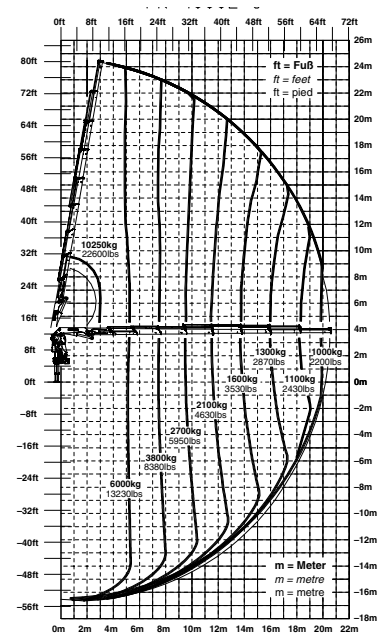 0ft 8ft 16ft 24ft 32ft 40ft 48ft 56ft 64ft 72ft
26m
80ft
24m
ft = Fuß
ft = feet
ft = pied
72ft
22m
64ft
20m
18m
56ft
16m
48ft
14m
40ft
12m
10250kg
22600lbs
32ft
10m
24ft
8m
6m
16ft
4m
8ft
1300kg
2870lbs
1000kg
2200lbs
2m
1600kg
3530lbs
1100kg
2430lbs
0ft
0m
2100kg
4630lbs
-2m
-8ft
2700kg
5950lbs
-4m
-16ft
3800kg
8380lbs
-6m
-24ft
6000kg
13230lbs
-8m
-32ft
-10m
-40ft
-12m
-48ft
-14m
m = Meter
m = metre
m = metre
-16m
-56ft
-18m
0m 2m 4m 6m 8m 10m 12m 14m 16m 18m 20m 22m